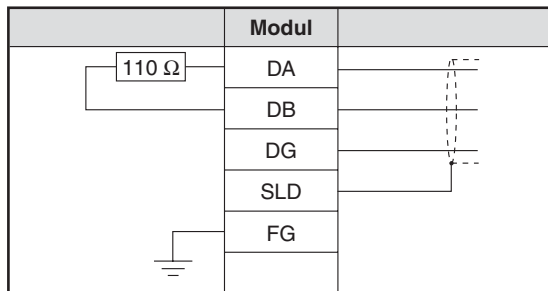 Modul
110 Ω
DA
DB
DG
SLD
FG